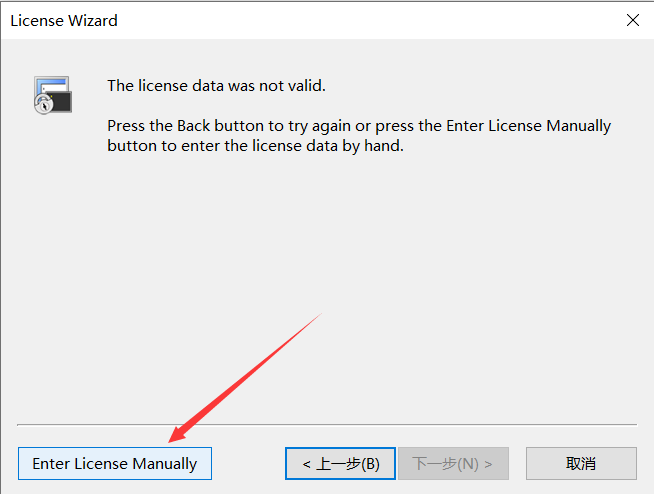 License Wizard
The license data was not valid.
Press the Back button to try again or press the Enter License Manually
button to enter the license data by hand.
Enter License Manually
< 上一步(B)
下一步(N) >
取消